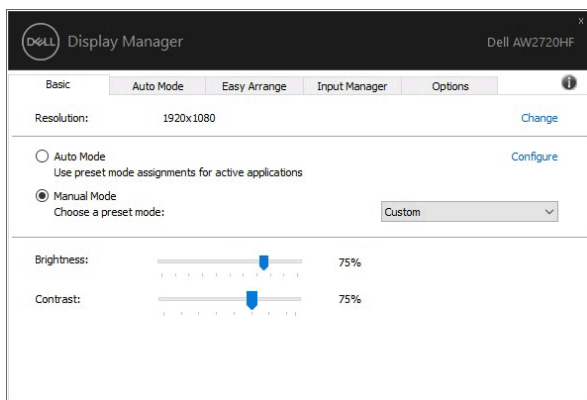 x
DELL Display Manager Dell AW2720HF
Basic Auto Mode Easy Arrange Input Manager Options i
Resolution: 1920x1080 Change
Auto Mode Configure
Use preset mode assignments for active applications
Manual Mode
Choose a preset mode: Custom
Brightness: 75%
Contrast: 75%